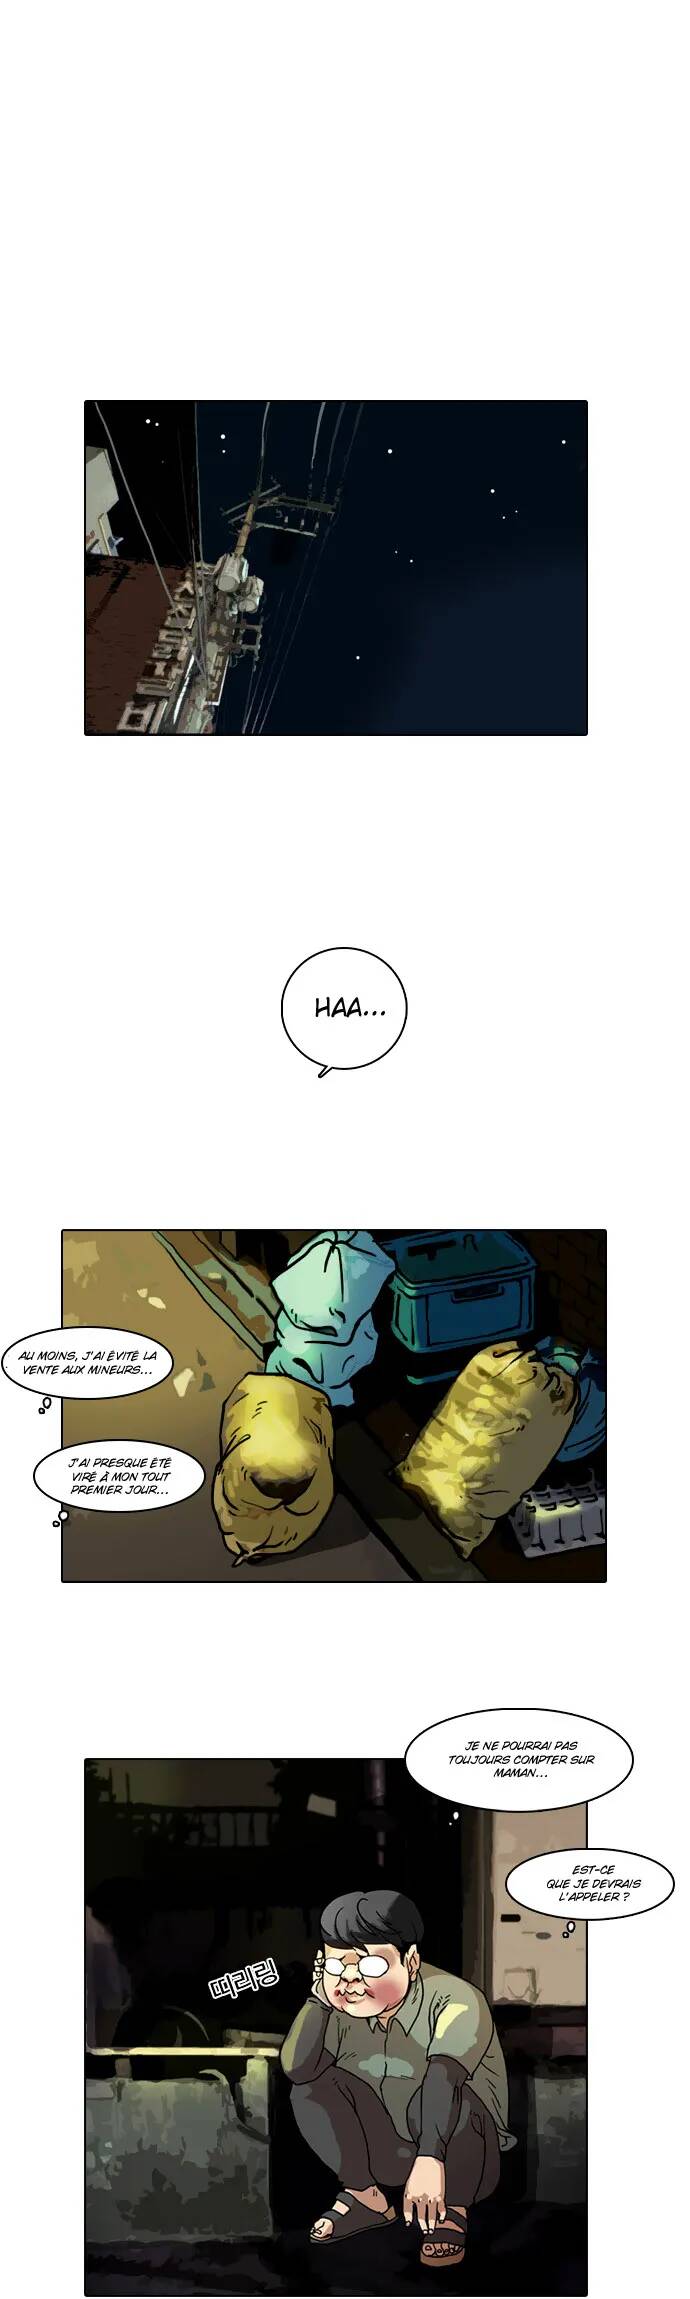 HAA...
AU MOINS, J'AI ÉVITÉ LA
VENTE AUX MINEURS...
J'AI PRESQUE ÉTÉ
VIRÉ À MON TOUT
PREMIER JOUR...
JE NE POURRAI PAS
TOUJOURS COMPTER SUR
MAMAN...
EST-CE
QUE JE DEVRAIS
L'APPELER ?
띠리링